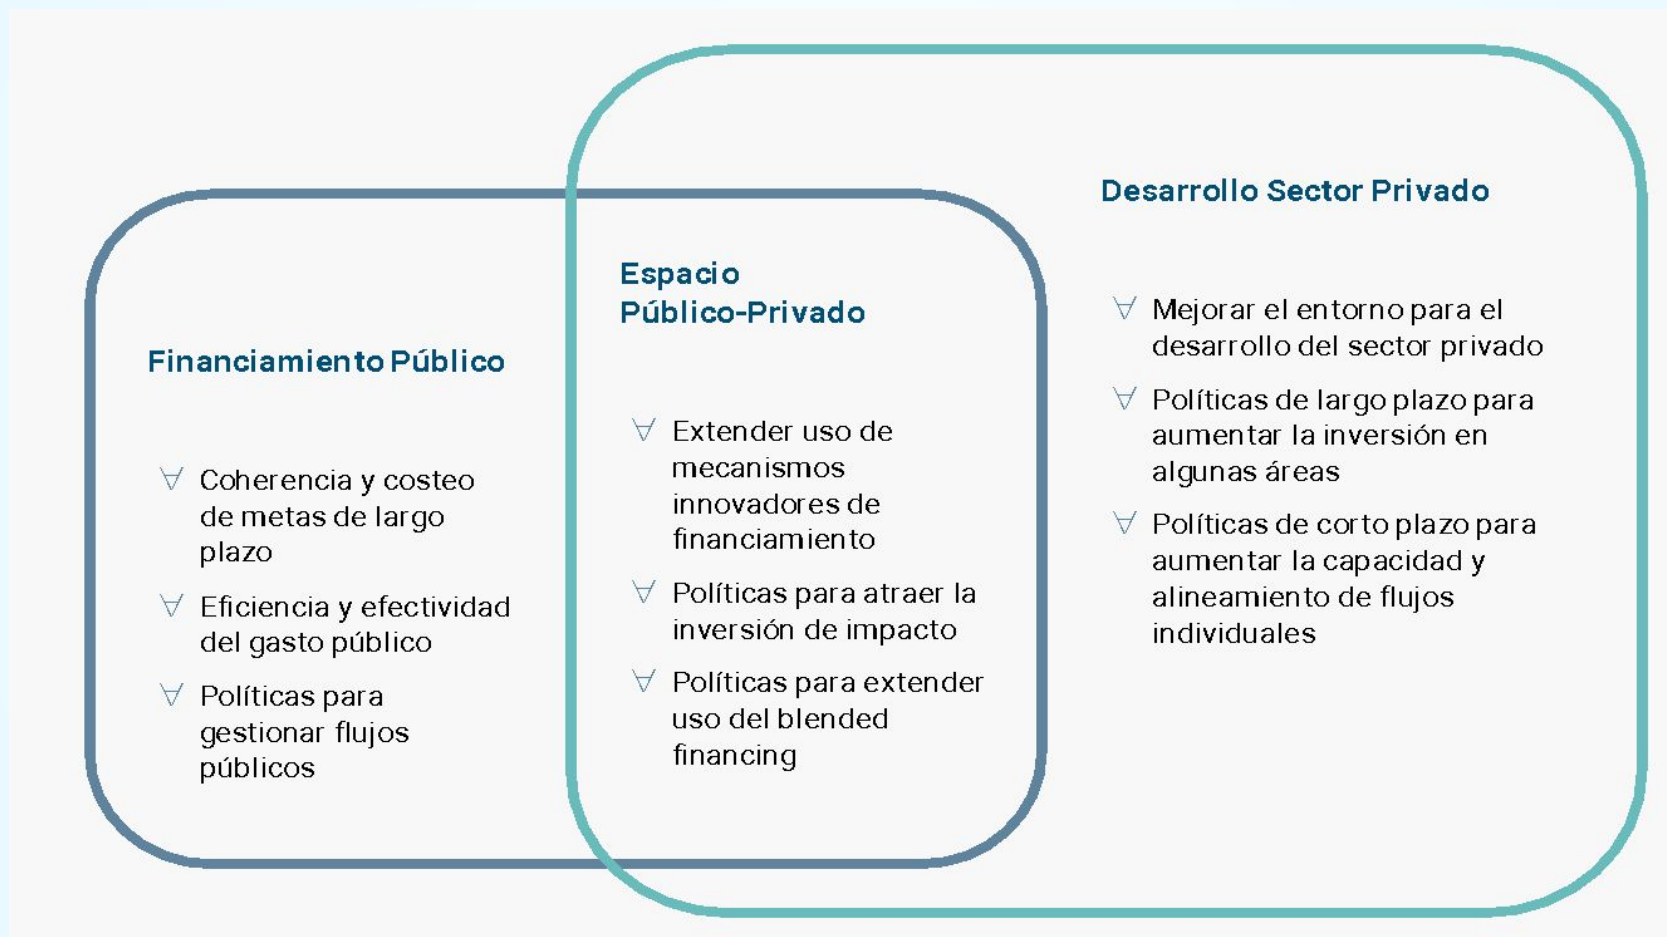 Financiamiento Público
∀ Coherencia y costeo
de metas de largo
plazo
∀ Eficiencia y efectividad
del gasto público
∀ Políticas para
gestionar flujos
públicos
Espacio
Público-Privado
∀ Extender uso de
mecanismos
innovadores de
financiamiento
∀ Políticas para atraer la
inversión de impacto
∀ Políticas para extender
uso del blended
financing
Desarrollo Sector Privado
∀ Mejorar el entorno para el
desarrollo del sector privado
∀ Políticas de largo plazo para
aumentar la inversión en
algunas áreas
∀ Políticas de corto plazo para
aumentar la capacidad y
alineamiento de flujos
individuales